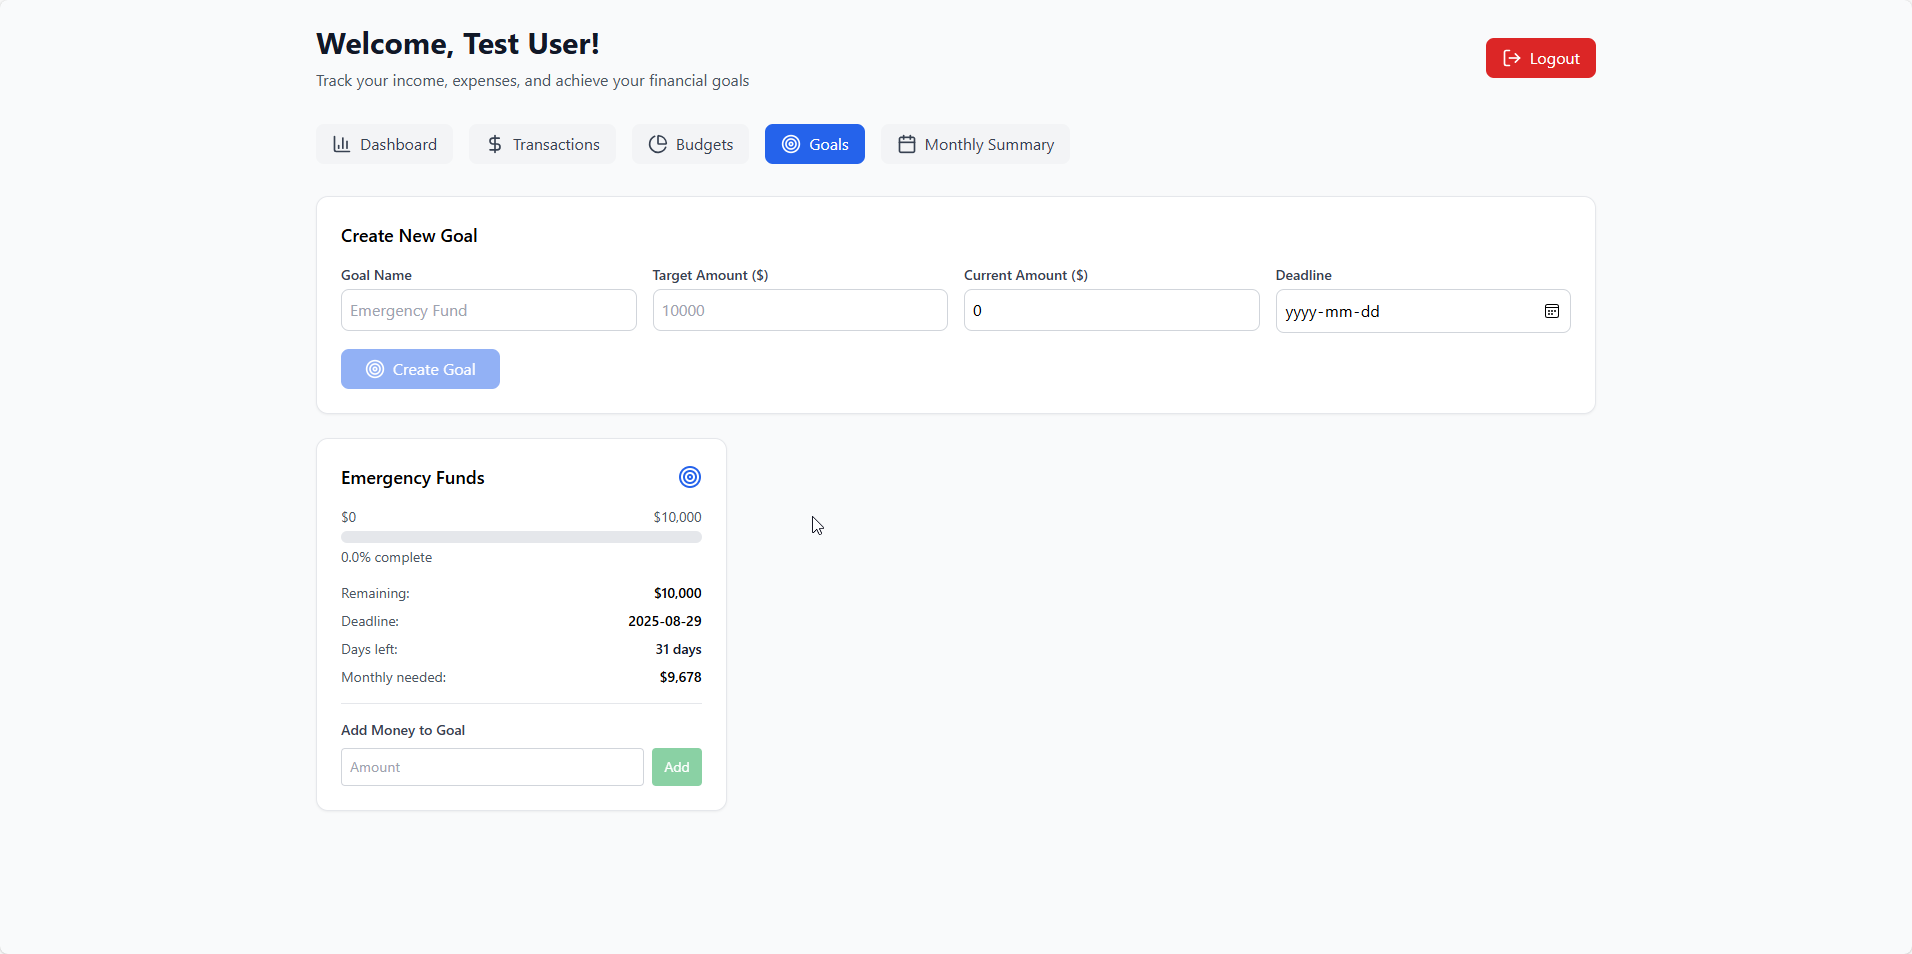 Welcome, Test User!
Track your income, expenses, and achieve your financial goals
Logout
Dashboard
Transactions
Budgets
Goals
Monthly Summary
Create New Goal
Goal Name
Target Amount ($)
Current Amount ($)
Deadline
Emergency Fund
10000
0
yyyy-mm-dd
Create Goal
Emergency Funds
$0
$10,000
0.0% complete
Remaining:
$10,000
Deadline:
2025-08-29
Days left:
31 days
Monthly needed:
$9,678
Add Money to Goal
Amount
Add